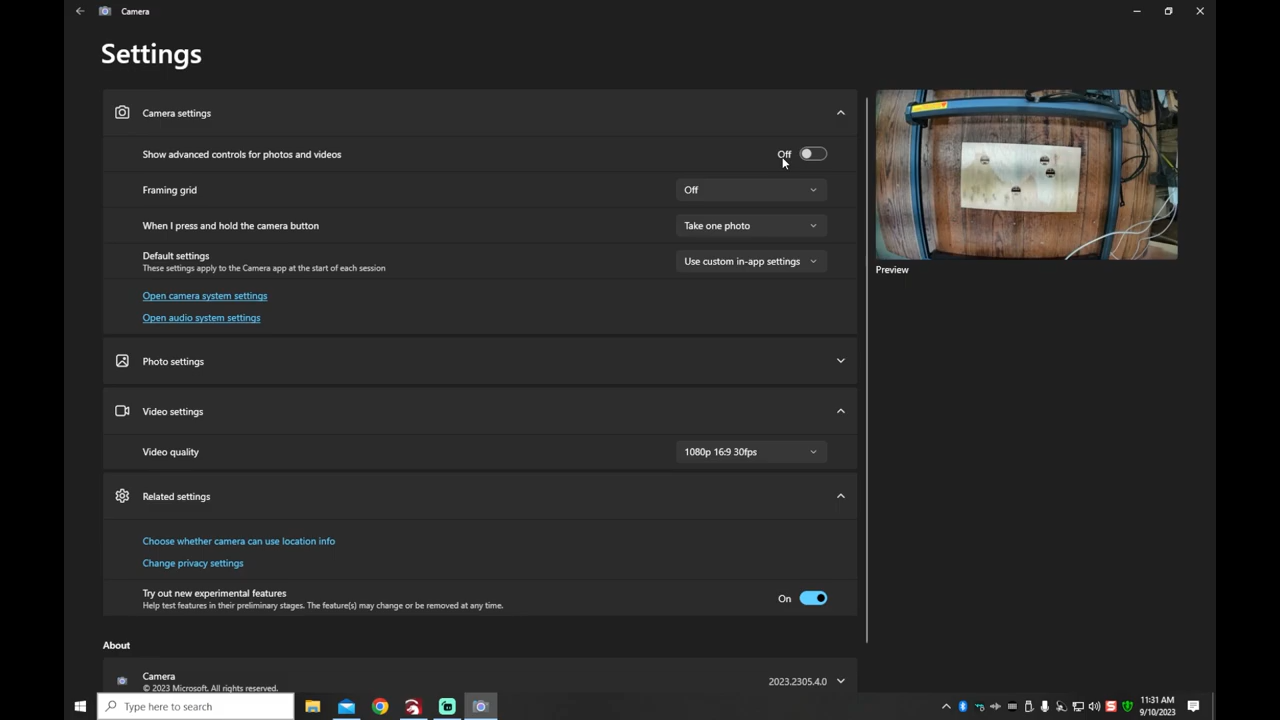 Camera
Settings
Camera settings
Show advanced controls for photos and videos
Off
Framing grid
Off
When I press and hold the camera button
Take one photo
Default settings
These settings apply to the Camera app at the start of each session
Use custom in-app settings
Open camera system settings
Open audio system settings
Photo settings
Video settings
Video quality
1080p 16:9 30fps
Related settings
Choose whether camera can use location info
Change privacy settings
Try out new experimental features
Help test features in their preliminary stages. The feature(s) may change or be removed at any time.
On
About
Camera
© 2023 Microsoft. All rights reserved.
2023.2305.4.0
Preview
Type here to search
11:31 AM
9/10/2023